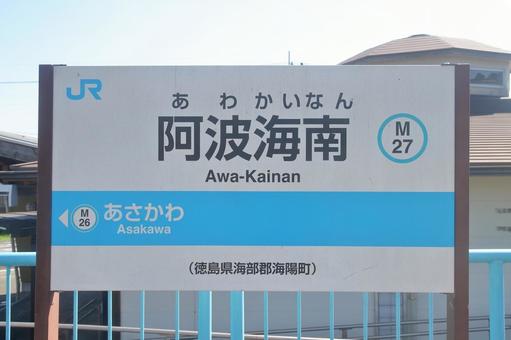 JR
あわかいなん
阿波海南
Awa-Kainan
M
27
M
26
あさかわ
Asakawa
（徳島県海部郡海陽町）